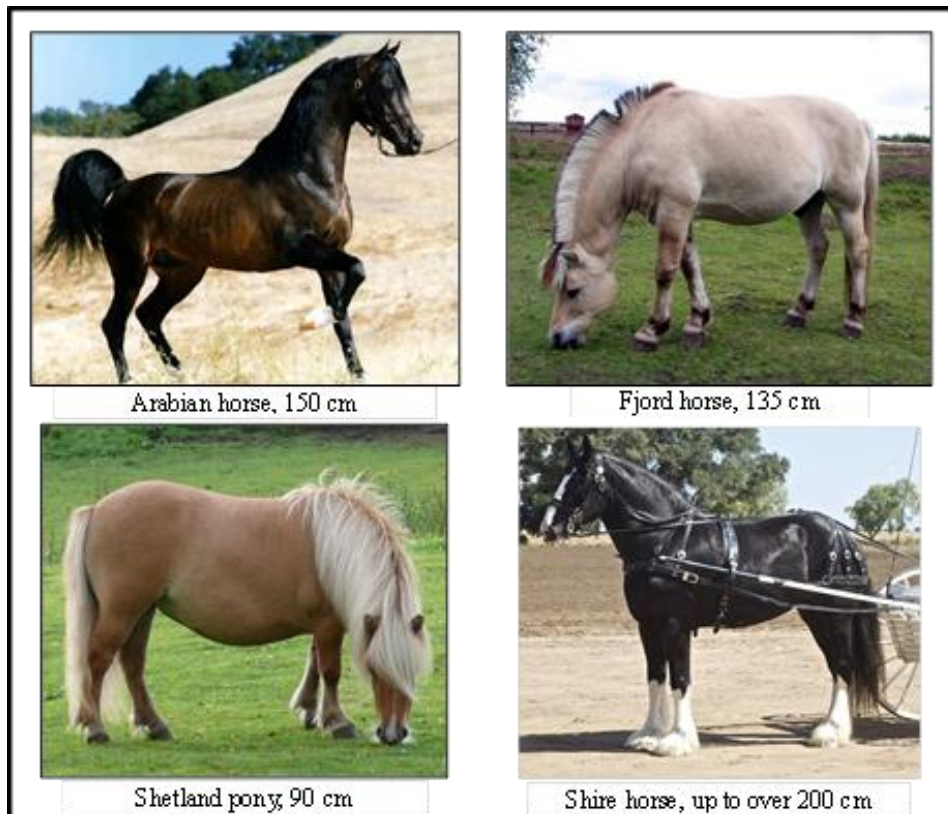 Arabian horse, 150 cm
Fjord horse, 135 cm
Shetland pony, 90 cm
Shire horse, up to over 200 cm